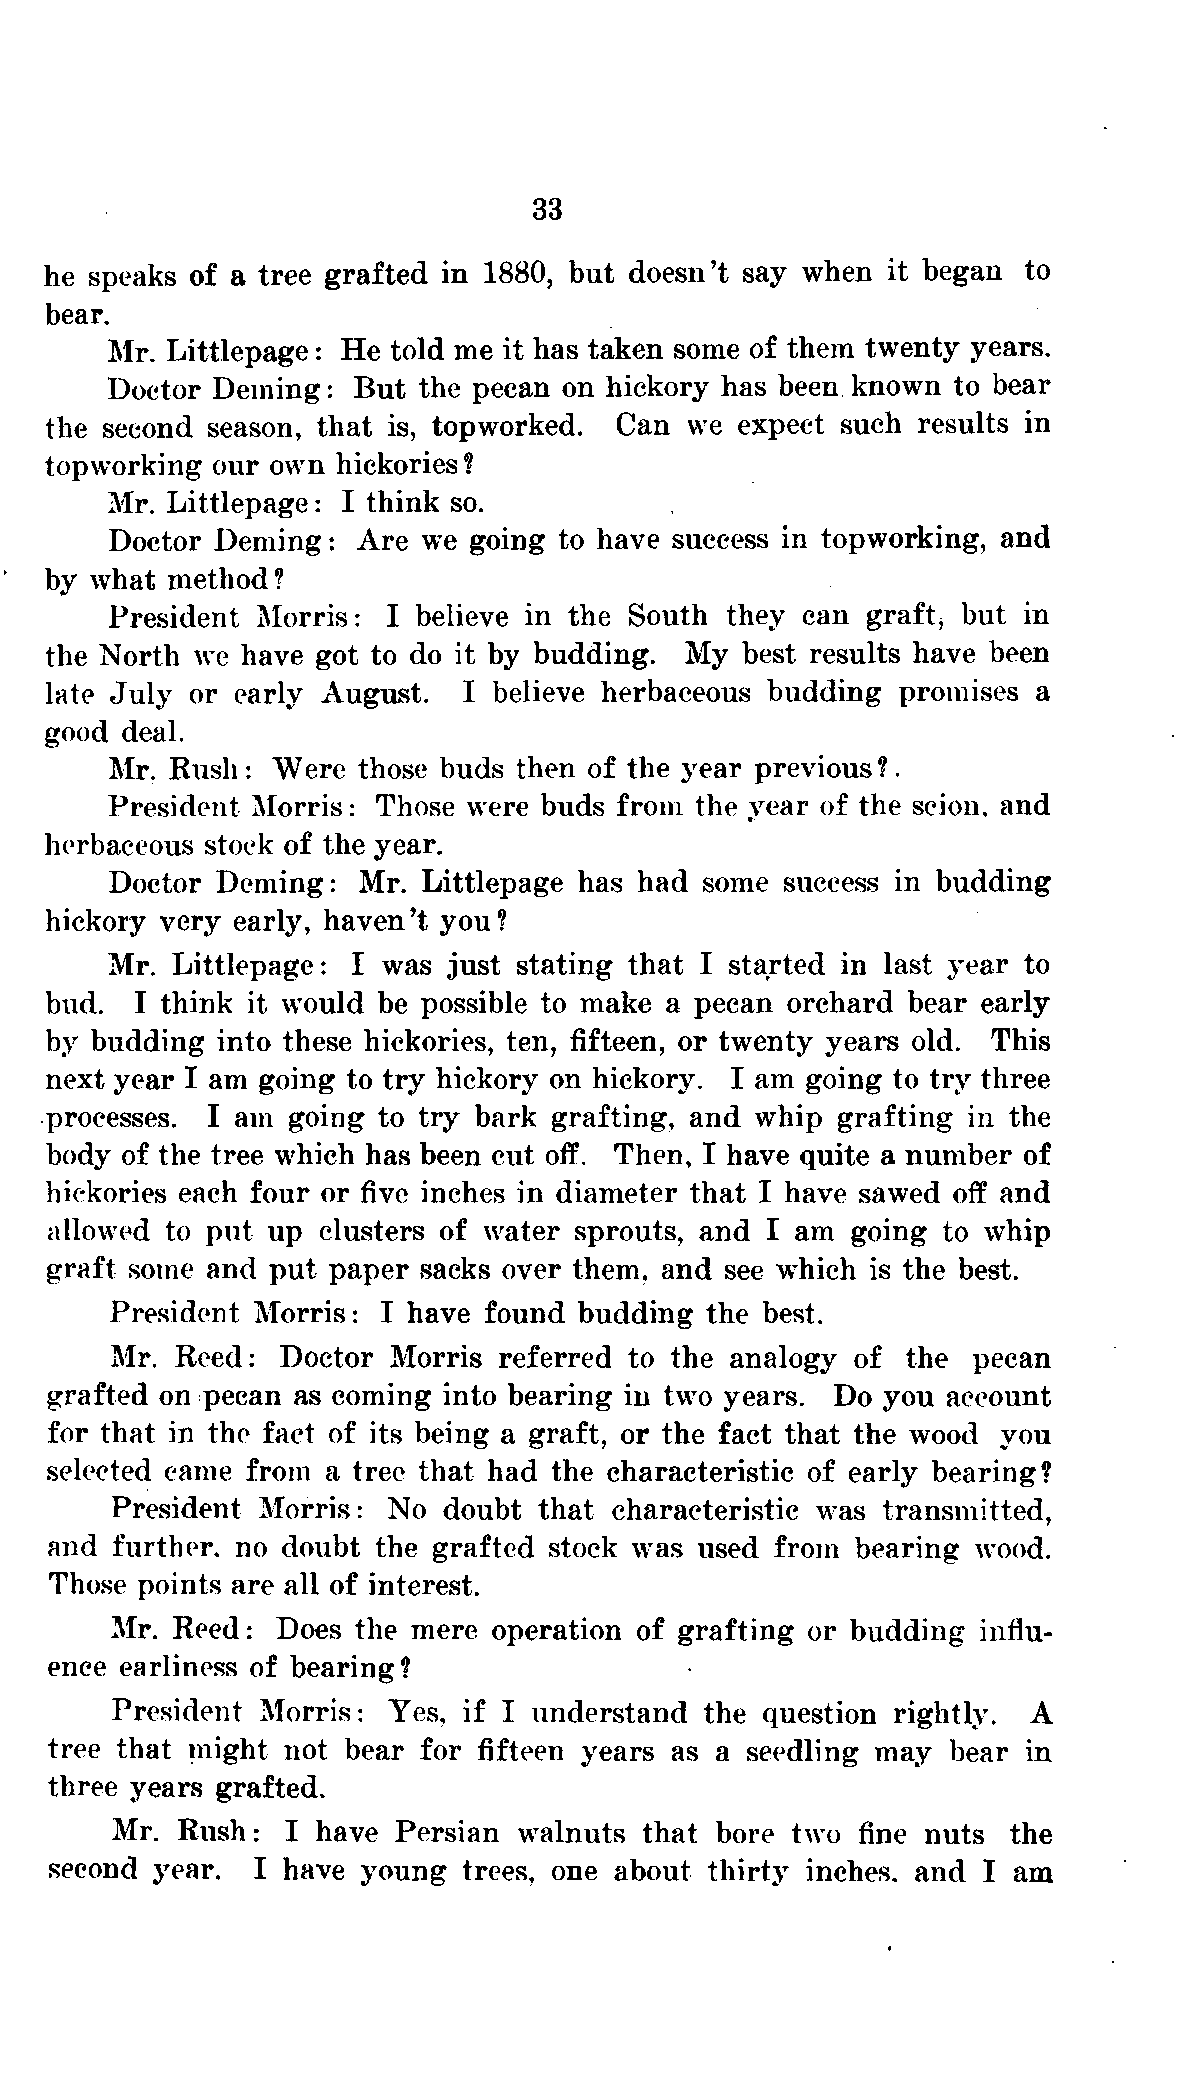 33
he speaks of a tree grafted in 1880, but doesn't say when it began to
bear.
Mr. Littlepage: He told me it has taken some of them twenty years.
Doctor Deming: But the pecan on hickory has been known to bear
the second season, that is, topworked. Can we expect such results in
topworking our own hickories?
Mr. Littlepage: I think so.
Doctor Deming: Are we going to have success in topworking, and
by what method?
President Morris: I believe in the South they can graft, but in
the North we have got to do it by budding. My best results have been
late July or early August. I believe herbaceous budding promises a
good deal.
Mr. Rush: Were those buds then of the year previous?.
President Morris: Those were buds from the year of the scion, and
herbaceous stock of the year.
Doctor Deming: Mr. Littlepage has had some success in budding
hickory very early, haven't you?
Mr. Littlepage: I was just stating that I started in last year to
bud. I think it would be possible to make a pecan orchard bear early
by budding into these hickories, ten, fifteen, or twenty years old. This
next year I am going to try hickory on hickory. I am going to try three
processes. I am going to try bark grafting, and whip grafting in the
body of the tree which has been cut off. Then, I have quite a number of
hickories each four or five inches in diameter that I have sawed off and
allowed to put up clusters of water sprouts, and I am going to whip
graft some and put paper sacks over them, and see which is the best.
President Morris: I have found budding the best.
Mr. Reed: Doctor Morris referred to the analogy of the pecan
grafted on pecan as coming into bearing in two years. Do you account
for that in the fact of its being a graft, or the fact that the wood you
selected came from a tree that had the characteristic of early bearing?
President Morris: No doubt that characteristic was transmitted,
and further, no doubt the grafted stock was used from bearing wood.
Those points are all of interest.
Mr. Reed: Does the mere operation of grafting or budding influ-
ence earliness of bearing?
President Morris: Yes, if I understand the question rightly. A
tree that might not bear for fifteen years as a seedling may bear in
three years grafted.
Mr. Rush: I have Persian walnuts that bore two fine nuts the
second year. I have young trees, one about thirty inches, and I am